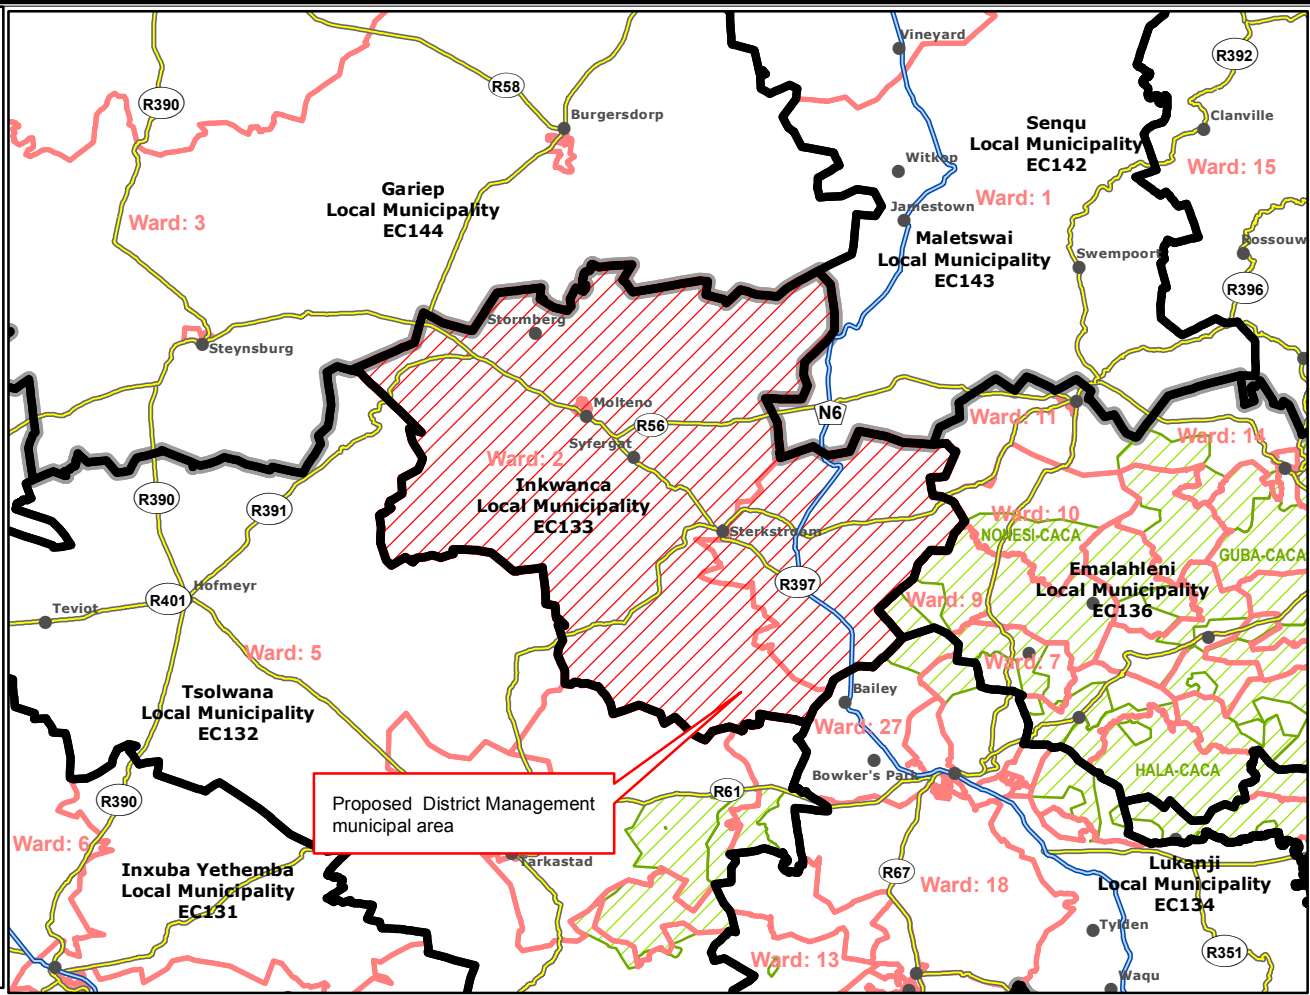 Vineyard
R392
R58
R390
Burgersdorp
Clanville
Senqu
Local Municipality
EC142
Witkop
Ward: 15
Gariep
Local Municipality
EC144
Ward: 1
Ward: 3
Jamestown
Maletswai
Local Municipality
EC143
Rossouw
Swempoort
R396
Stormberg
Steynsburg
Molteno
N6
Ward: 11
R56
Ward: 14
Syfergat
Ward: 2
Inkwanca
Local Municipality
EC133
R390
R391
Ward: 10
NONESI-CACA
Sterkstroom
GUBA-CACA
Emalahleni
Local Municipality
EC136
R397
Hofmeyr
R401
Teviot
Ward: 9
Ward: 5
Ward: 7
Tsolwana
Local Municipality
EC132
Bailey
Ward: 27
Bowker's Park
HALA-CACA
Proposed District Management
municipal area
R61
R390
Ward: 6
Tarkastad
Inxuba Yethemba
Local Municipality
EC131
R67
Ward: 18
Lukanji
Local Municipality
EC134
Tylden
R351
Ward: 13
Waqu